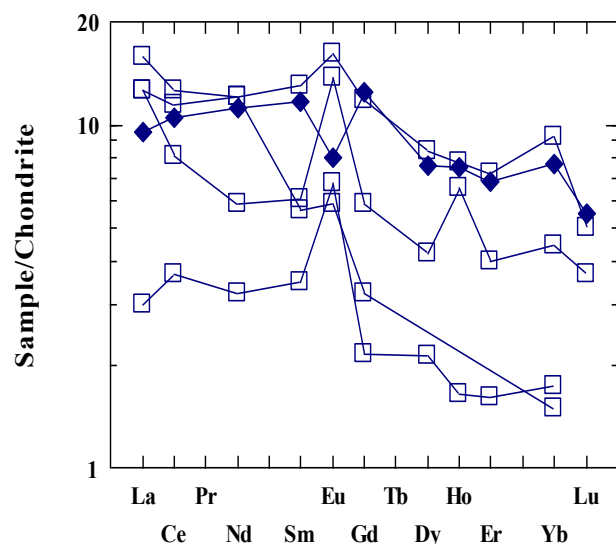 20
10
1
Sample/Chondrite
La Pr Eu Tb Ho Lu
Ce Nd Sm Gd Dy Er Yb